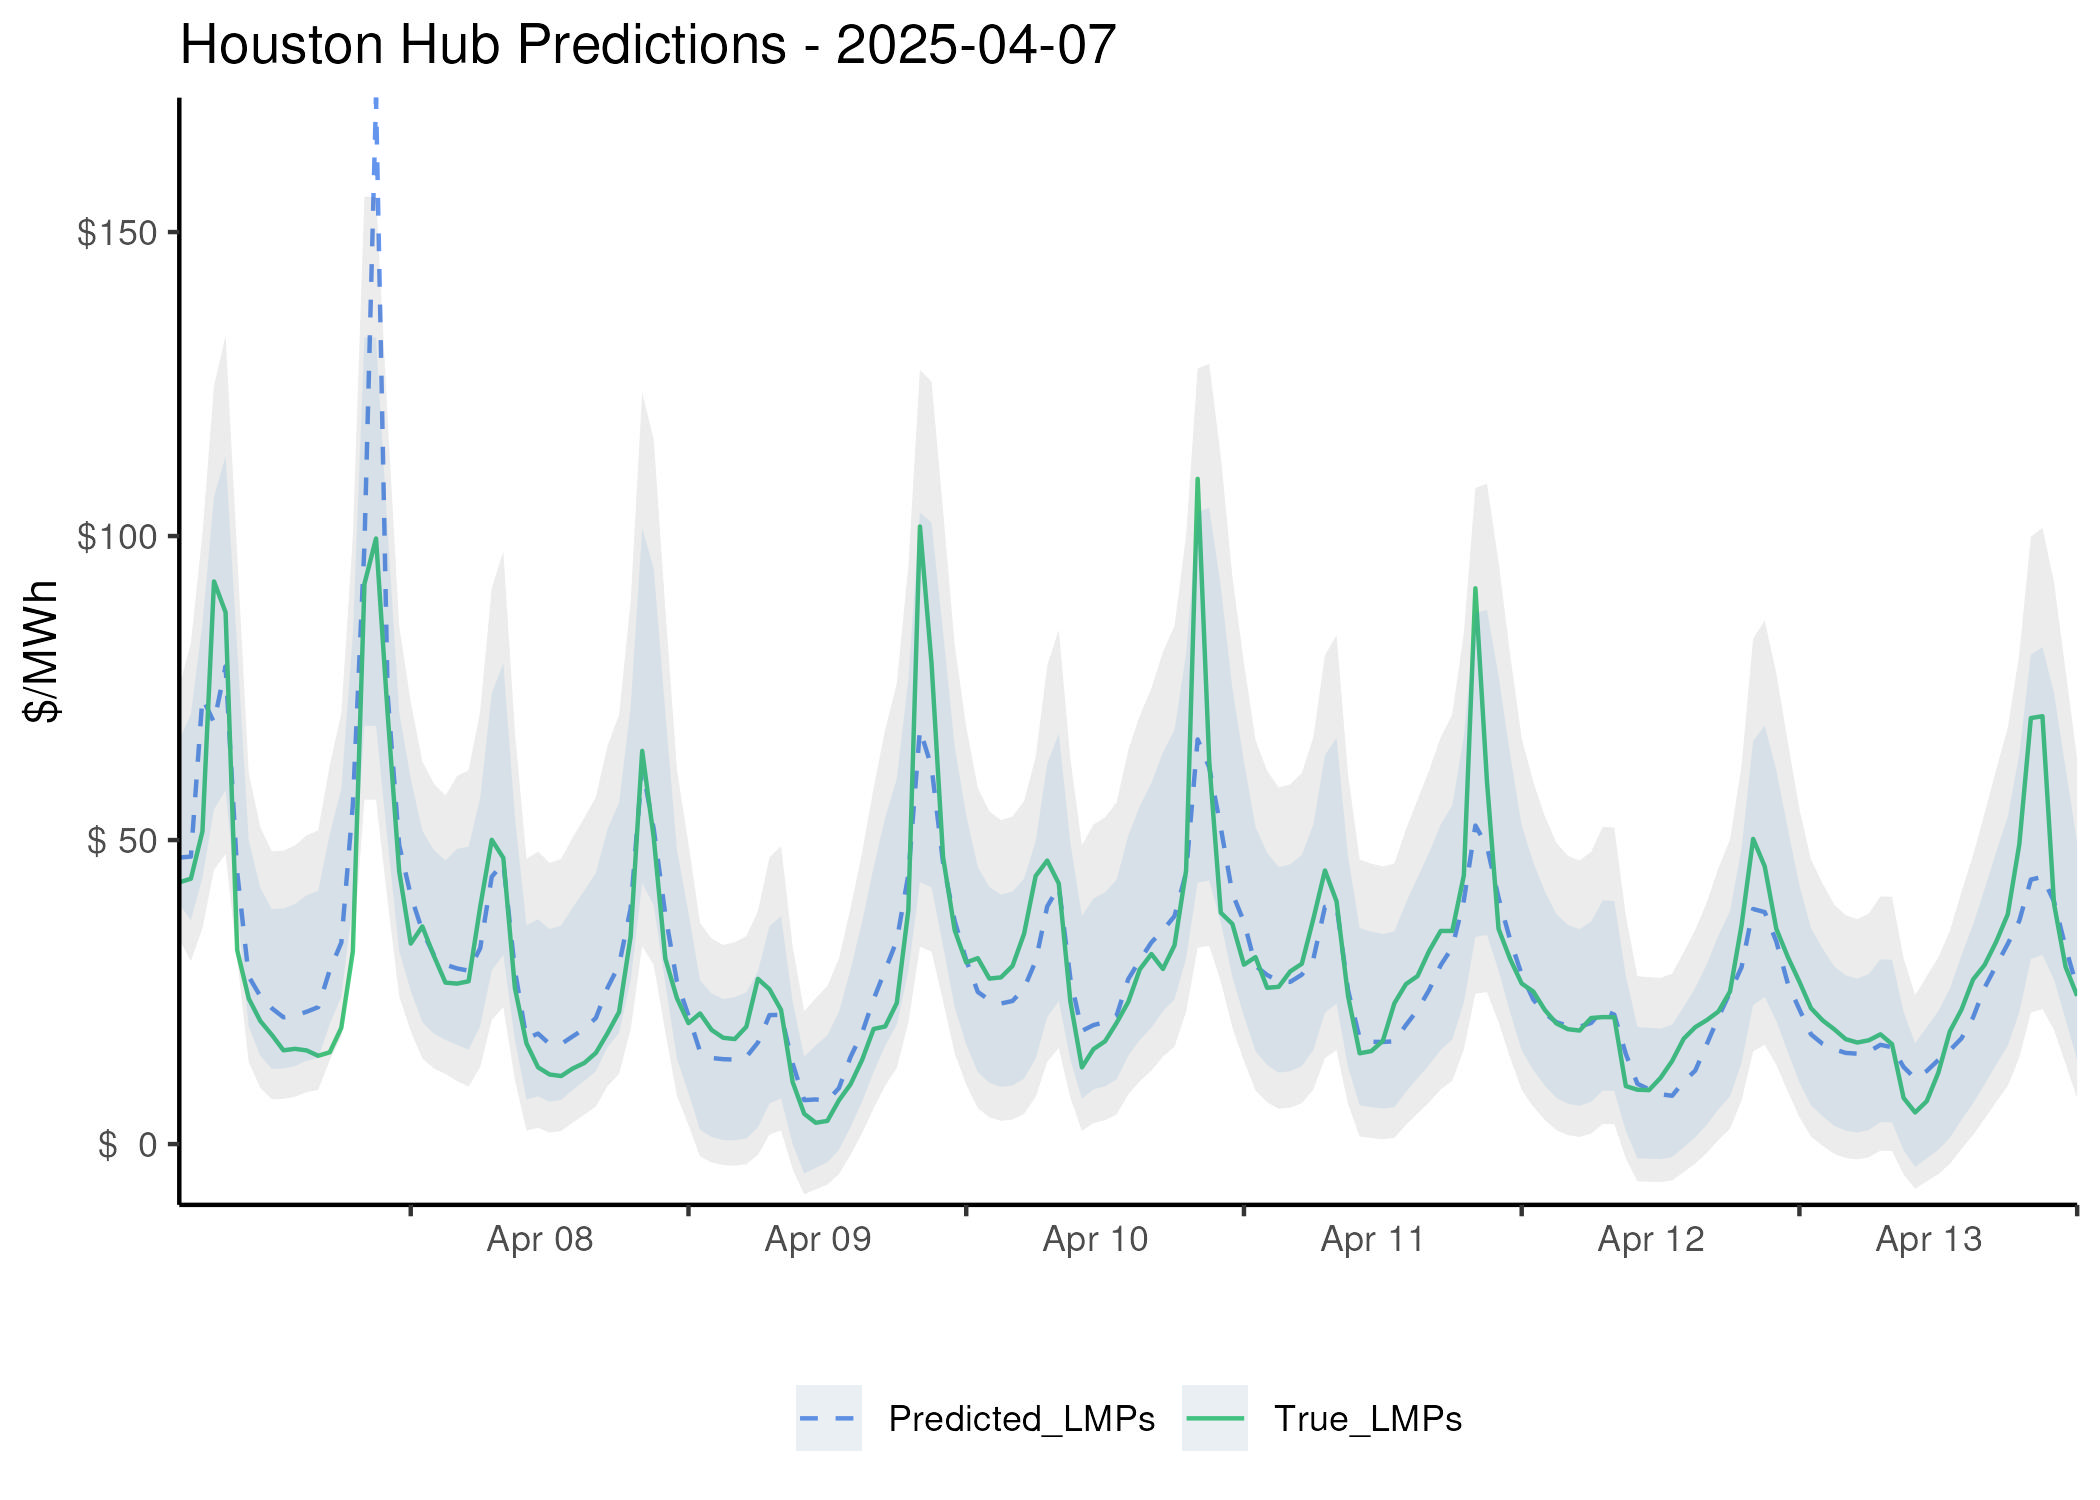 Houston Hub Predictions - 2025-04-07
$/MWh
$150
$100
$ 50
$ 0
Apr 08
Apr 09
Apr 10
Apr 11
Apr 12
Apr 13
Predicted_LMPs
True_LMPs